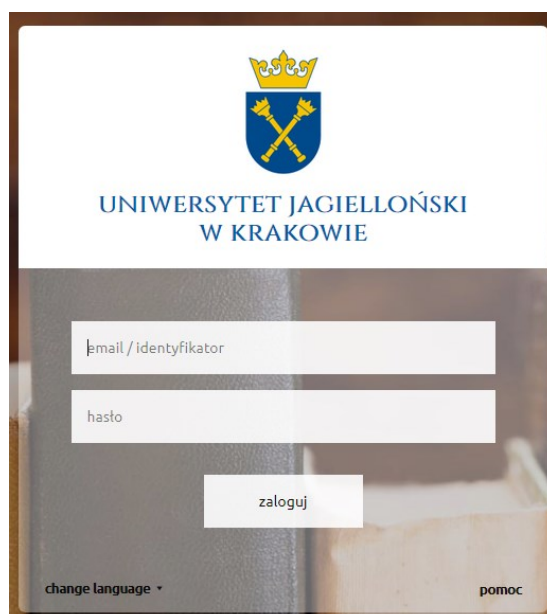 UNIWERSYTET JAGIELLOŃSKI
W KRAKOWIE
email / identyfikator
hasło
zaloguj
change language
pomoc